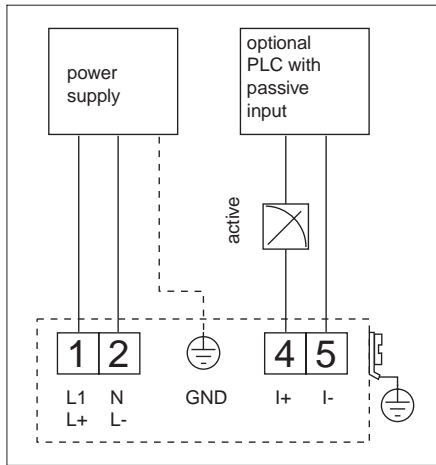 power
supply
optional
PLC with
passive
input
active
1 2 4 5
L1 N GND I+ I-
L+ L-